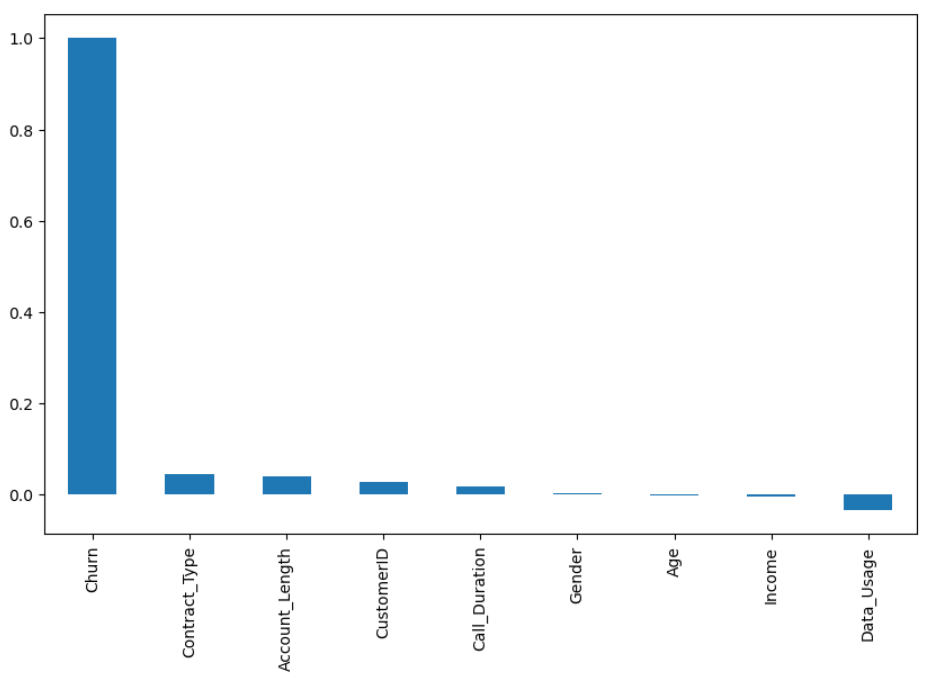 1.0
0.8
0.6
0.4
0.2
0.0
Churn
Contract_Type
Account_Length
CustomerID
Call_Duration
Gender
Age
Income
Data_Usage